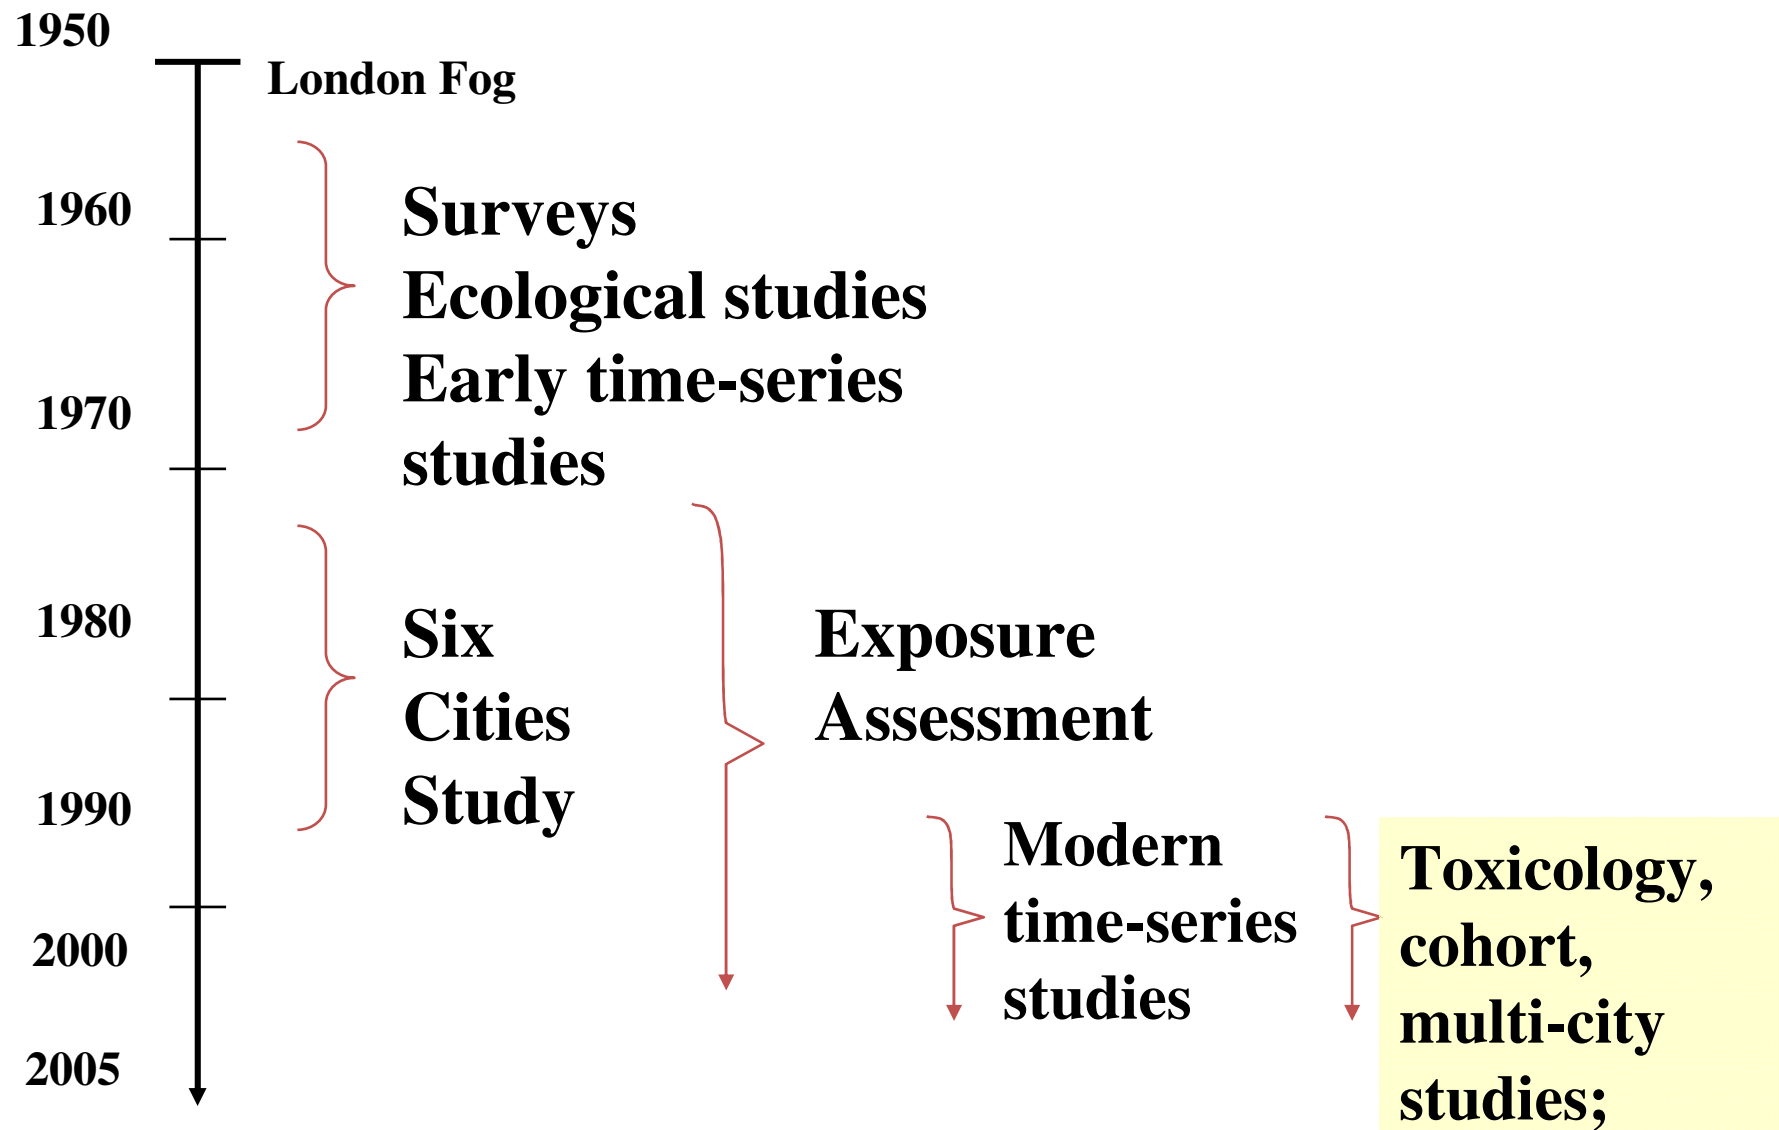 1950
London Fog
1960
Surveys
Ecological studies
Early time-series
studies
1970
1980
Six
Cities
Study
Exposure
Assessment
1990
Modern
time-series
studies
Toxicology,
cohort,
multi-city
studies;
2000
2005